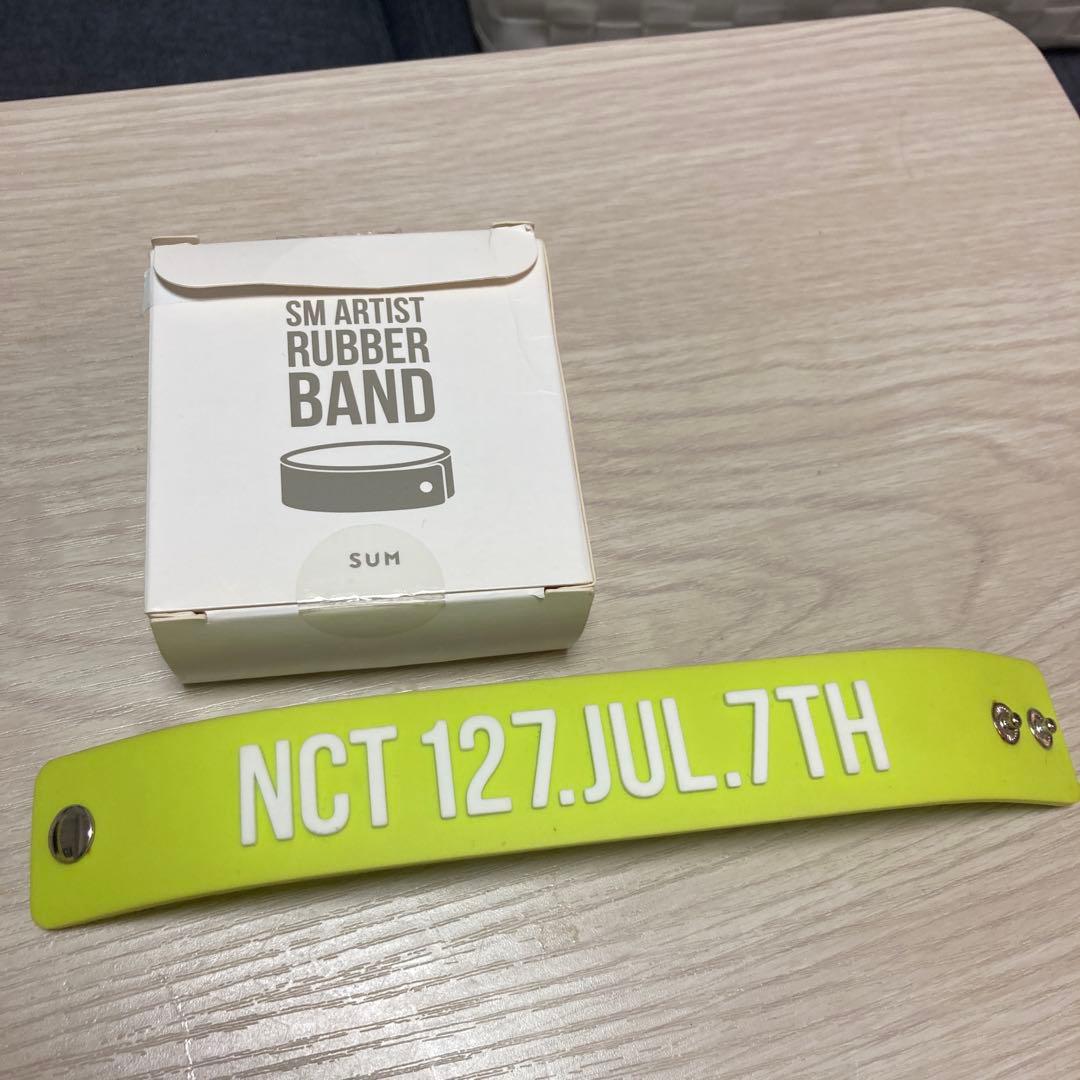 SM ARTIST
RUBBER
BAND
SUM
NCT 127.JUL.7TH